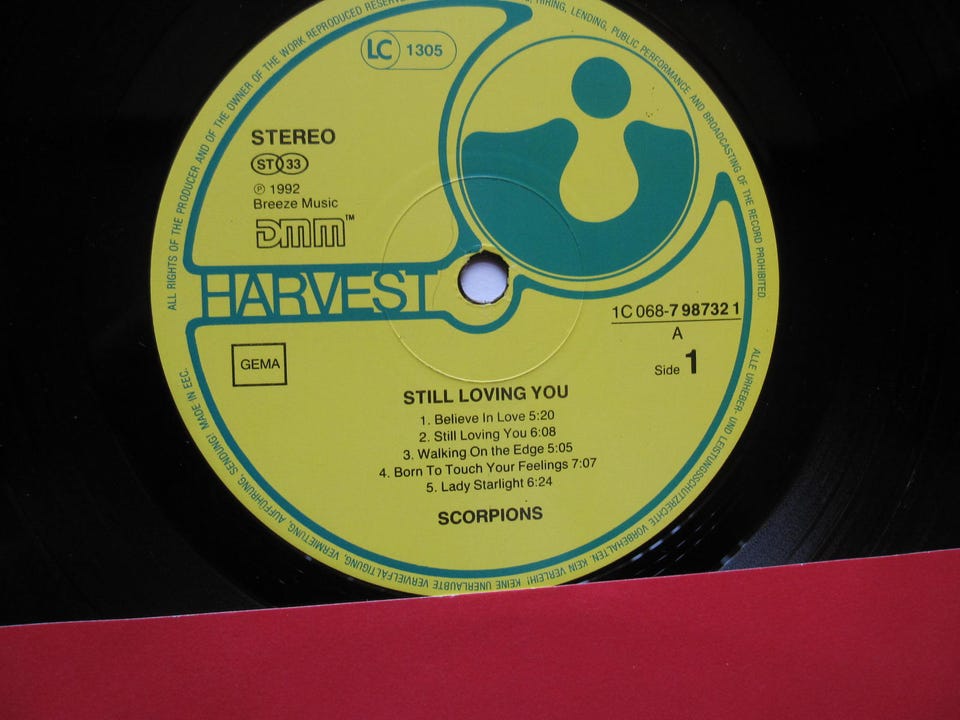 ALL RIGHTS OF THE PRODUCER AND OF THE OWNER OF THE WORK REPRODUCED RESERVED
HIRING, LENDING, PUBLIC PERFORMANCE AND BROADCASTING OF THE RECORD PROHIBITED.
LC 1305
STEREO
ST 33
℗ 1992
Breeze Music
DMM™
HARVEST
1C 068-7 98732 1
A
Side 1
GEMA
STILL LOVING YOU
1. Believe In Love 5:20
2. Still Loving You 6:08
3. Walking On the Edge 5:05
4. Born To Touch Your Feelings 7:07
5. Lady Starlight 6:24
SCORPIONS
ALLE URHEBER- UND LEISTUNGSSCHUTZRECHTE VORBEHALTEN. KEIN VERLEIH! KEINE UNERLAUBTE VERVIELFÄLTIGUNG, VERMIETUNG, AUFFÜHRUNG, SENDUNG! MADE IN EEC.